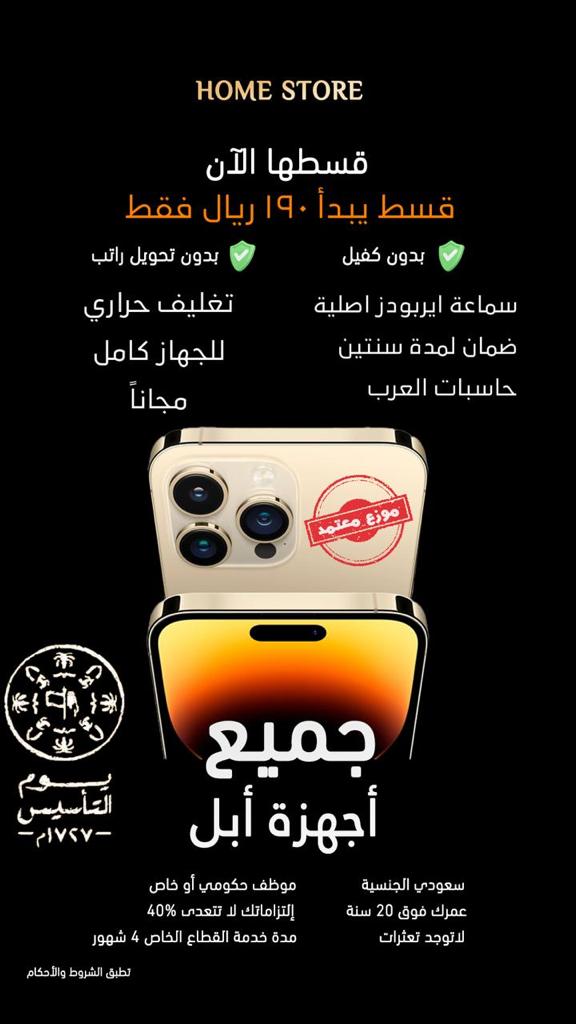 HOME STORE
قسطها الآن
قسط يبدأ ١٩٠ ريال فقط
بدون كفيل
بدون تحويل راتب
سماعة ايربودز اصلية
ضمان لمدة سنتين
حاسبات العرب
تغليف حراري
للجهاز كامل
مجاناً
موزع معتمد
جميع
أجهزة أبل
يوم
التأسيس
١٧٢٧م
سعودي الجنسية
عمرك فوق 20 سنة
لاتوجد تعثرات
موظف حكومي أو خاص
إلتزاماتك لا تتعدى 40%
مدة خدمة القطاع الخاص 4 شهور
تطبق الشروط والأحكام